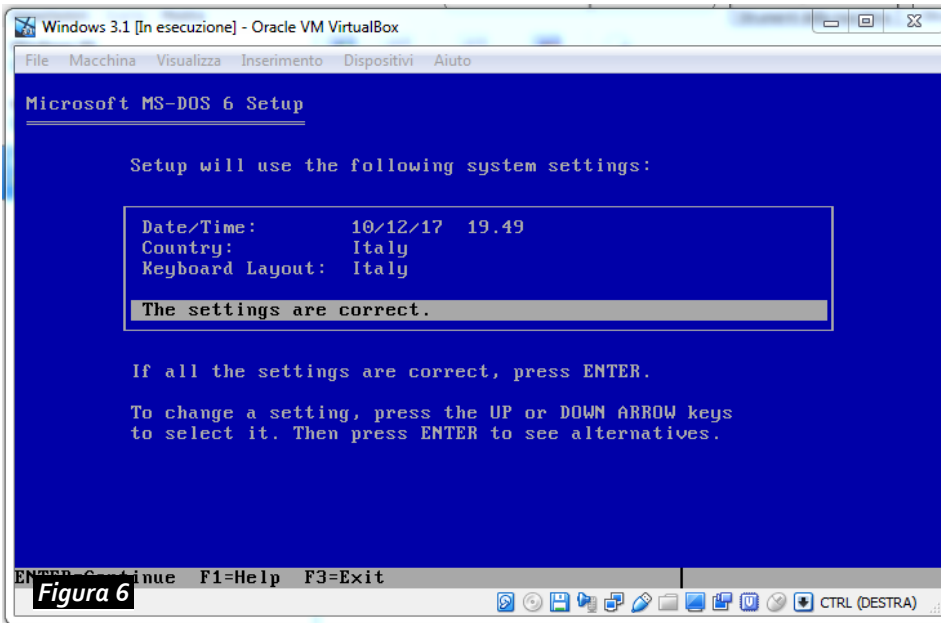 Windows 3.1 [In esecuzione] - Oracle VM VirtualBox
File Macchina Visualizza Inserimento Dispositivi Aiuto
Microsoft MS-DOS 6 Setup
Setup will use the following system settings:
Date/Time: 10/12/17 19.49
Country: Italy
Keyboard Layout: Italy
The settings are correct.
If all the settings are correct, press ENTER.
To change a setting, press the UP or DOWN ARROW keys
to select it. Then press ENTER to see alternatives.
F1=Help F3=Exit
Figura 6
CTRL (DESTRA)